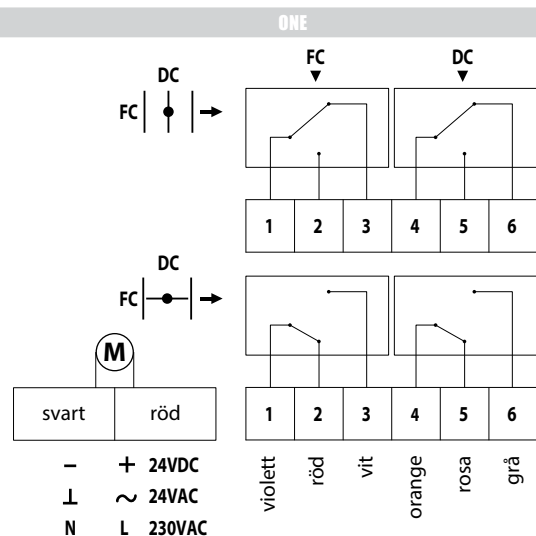 ONE
FC DC
DC
FC
1 2 3 4 5 6
DC
FC
M
svart röd
1 2 3 4 5 6
violett röd vit orange rosa grå
– + 24VDC
⊥ ~ 24VAC
N L 230VAC